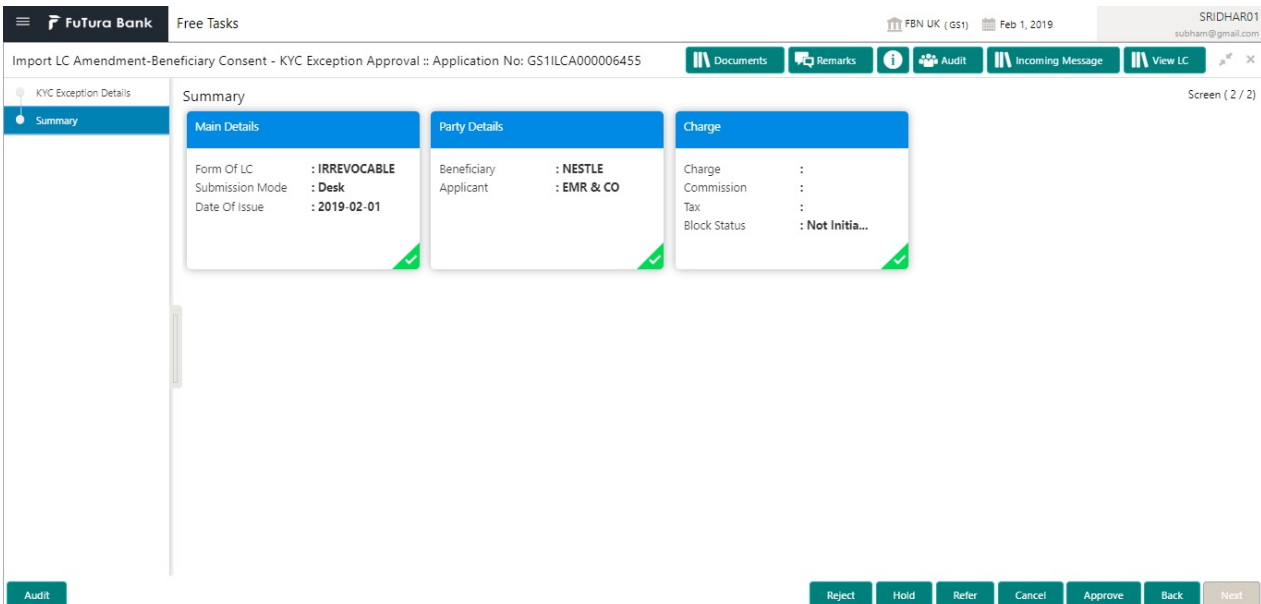 FuTura Bank
Free Tasks
FBN UK ( GS1)
Feb 1, 2019
SRIDHAR01
subham@gmail.com
Import LC Amendment-Beneficiary Consent - KYC Exception Approval :: Application No: GS1ILCA000006455
Documents
Remarks
i
Audit
Incoming Message
View LC
KYC Exception Details
Summary
Summary
Screen ( 2 / 2)
Main Details
Form Of LC : IRREVOCABLE
Submission Mode : Desk
Date Of Issue : 2019-02-01
Party Details
Beneficiary : NESTLE
Applicant : EMR & CO
Charge
Charge :
Commission :
Tax :
Block Status : Not Initia...
Audit
Reject
Hold
Refer
Cancel
Approve
Back
Next